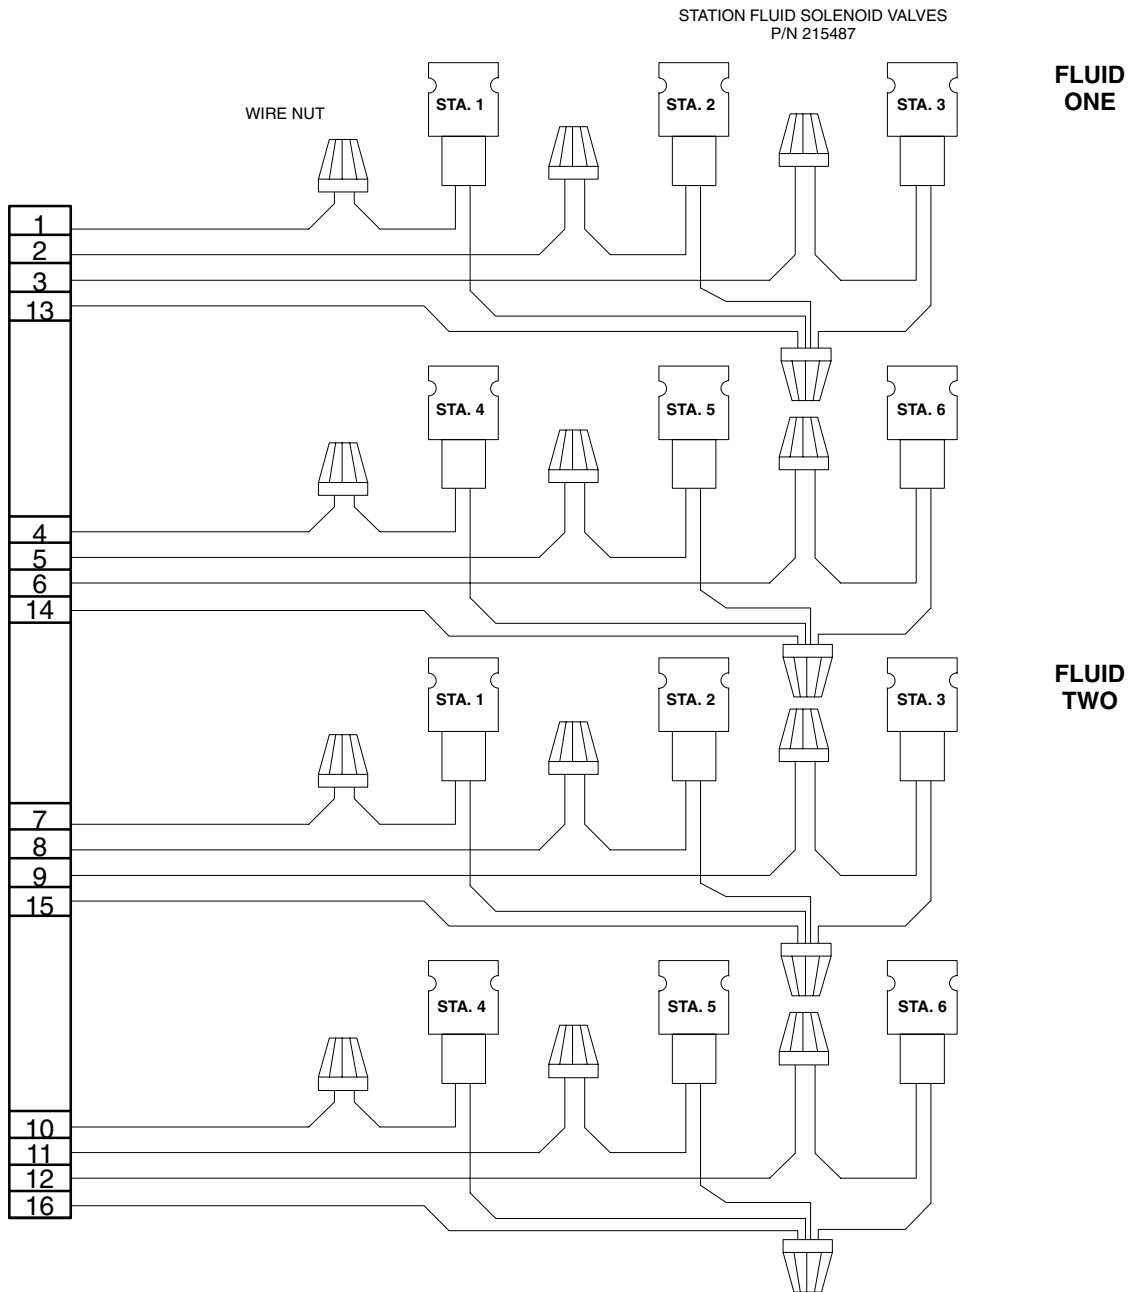 STATION FLUID SOLENOID VALVES
P/N 215487
FLUID
ONE
WIRE NUT
STA. 1
STA. 2
STA. 3
1
2
3
13
STA. 4
STA. 5
STA. 6
4
5
6
14
FLUID
TWO
STA. 1
STA. 2
STA. 3
7
8
9
15
STA. 4
STA. 5
STA. 6
10
11
12
16